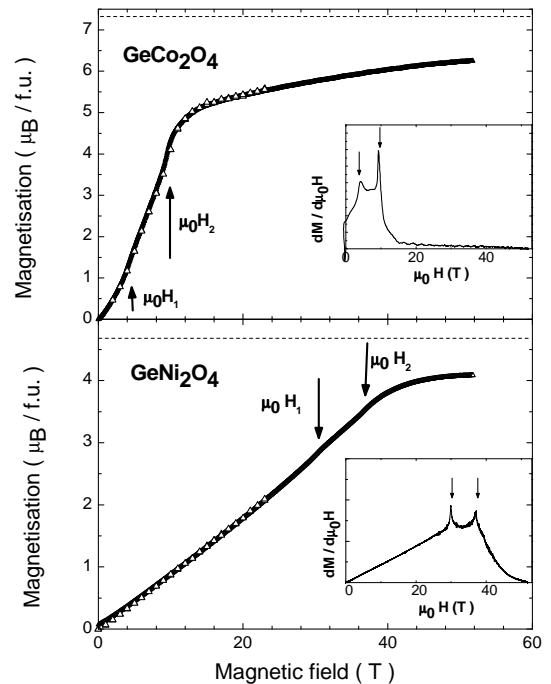 7
6
5
4
3
2
1
0
Magnetisation ( μB / f.u. )
GeCo2O4
μ0H2
μ0H1
dM / dμ0H
0 20 40
μ0 H (T)
4
3
2
1
0
Magnetisation ( μB / f.u. )
GeNi2O4
μ0 H1
μ0 H2
dM / dμ0H
0 20 40
μ0 H (T)
0 20 40 60
Magnetic field ( T )